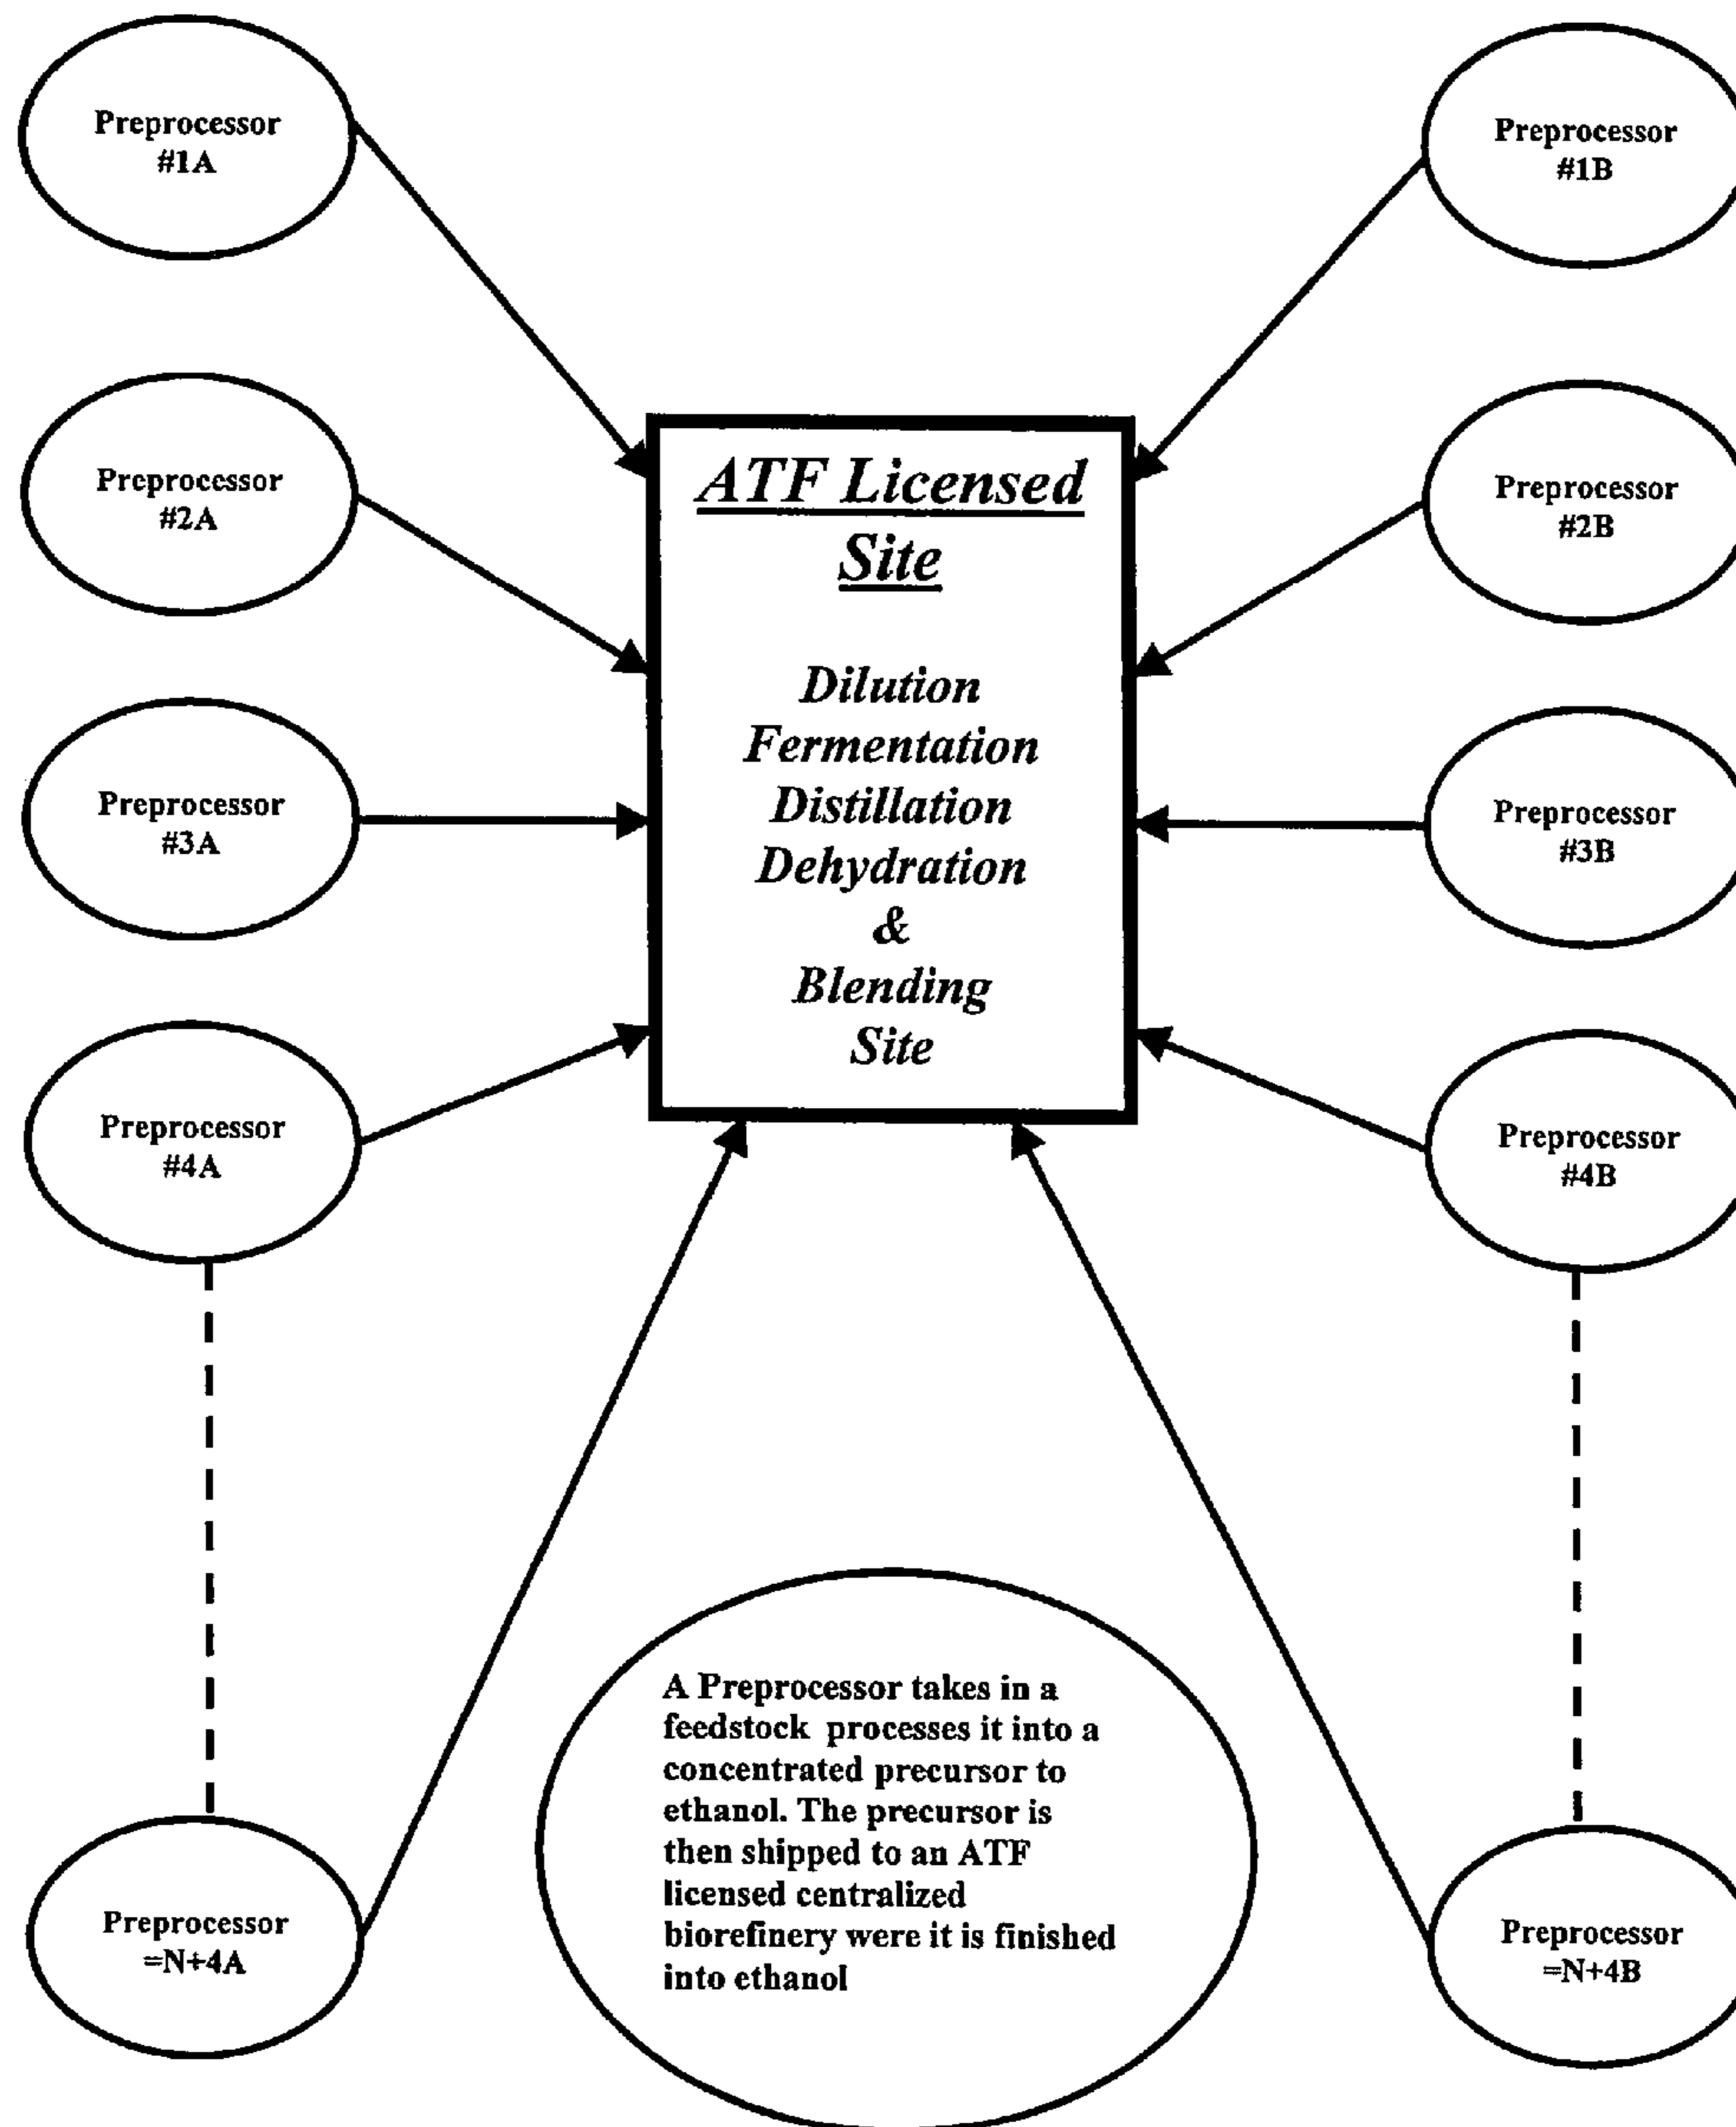 Preprocessor
#1A
Preprocessor
#1B
Preprocessor
#2A
Preprocessor
#2B
Preprocessor
#3A
Preprocessor
#3B
Preprocessor
#4A
Preprocessor
#4B
Preprocessor
=N+4A
Preprocessor
=N+4B
ATF Licensed
Site
Dilution
Fermentation
Distillation
Dehydration
&
Blending
Site
A Preprocessor takes in a
feedstock processes it into a
concentrated precursor to
ethanol. The precursor is
then shipped to an ATF
licensed centralized
biorefinery were it is finished
into ethanol